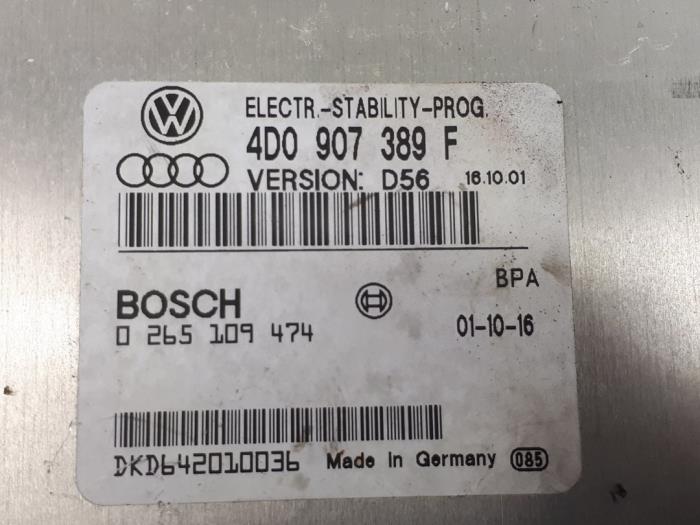 ELECTR.-STABILITY-PROG.
4D0 907 389 F
VERSION: D56 16.10.01
BPA
BOSCH
0 265 109 474 01-10-16
DKD642010036 Made in Germany 085